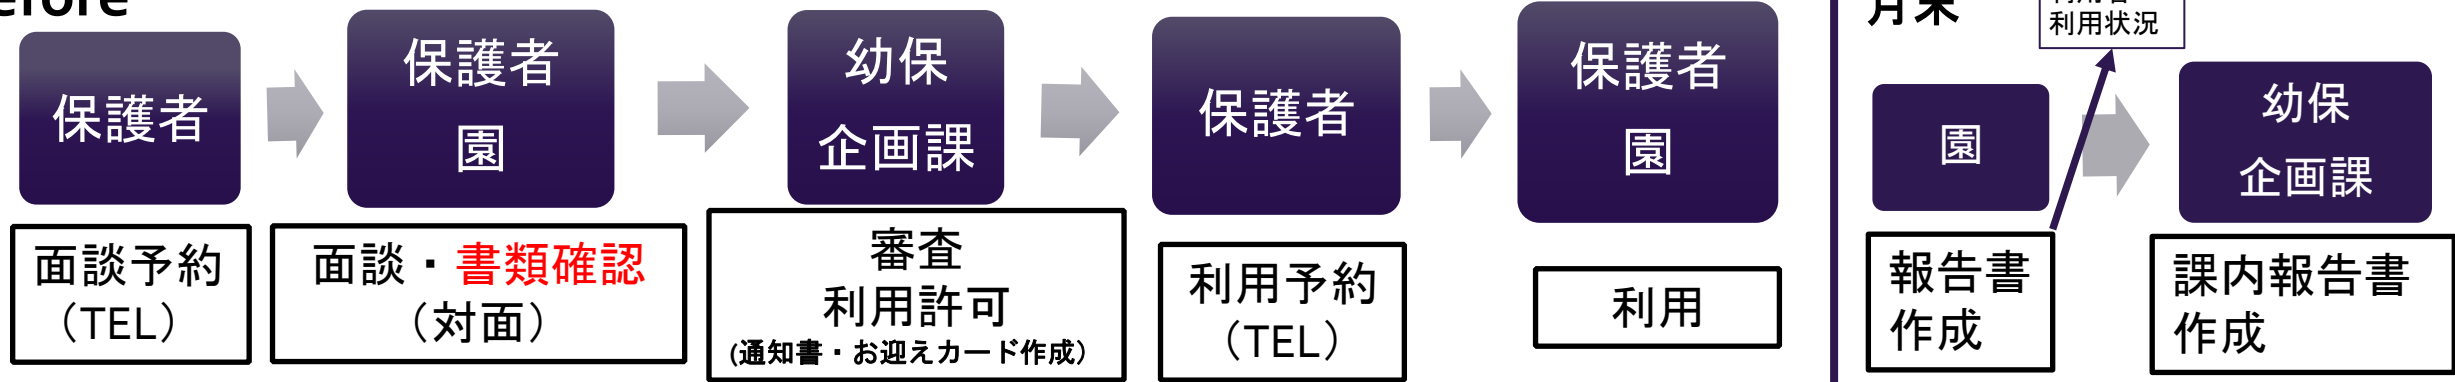 保護者
面談予約
（TEL）
保護者
園
面談・書類確認
（対面）
幼保
企画課
審査
利用許可
(通知書・お迎えカード作成)
保護者
利用予約
（TEL）
保護者
園
利用
月末
利用状況
園
報告書
作成
幼保
企画課
課内報告書
作成